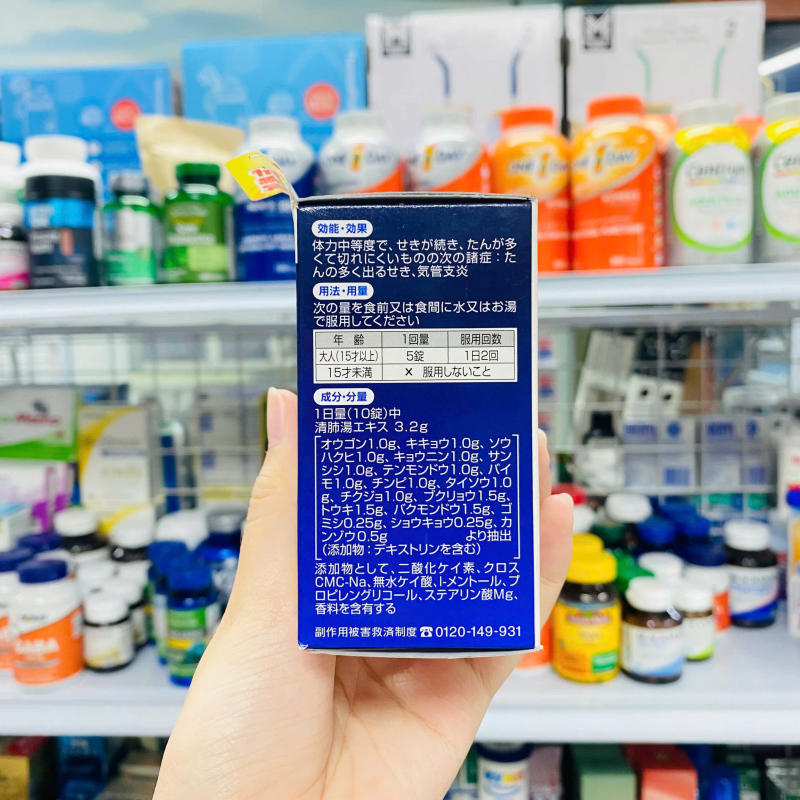 効能・効果
体力中等度で、せきが続き、たんが多
くて切れにくいものの次の諸症：た
んの多く出るせき、気管支炎
用法・用量
次の量を食前又は食間に水又はお湯
で服用してください
年 齢 1回量 服用回数
大人(15才以上) 5錠 1日2回
15才未満 × 服用しないこと
成分・分量
1日量(10錠)中
清肺湯エキス 3.2g
オウゴン1.0g、キキョウ1.0g、ソウ
ハクヒ1.0g、キョウニン1.0g、サン
シシ1.0g、テンモンドウ1.0g、バイ
モ1.0g、チンピ1.0g、タイソウ1.0
g、チクジョ1.0g、ブクリョウ1.5g、
トウキ1.5g、バクモンドウ1.5g、ゴ
ミシ0.25g、ショウキョウ0.25g、カ
ンゾウ0.5g より抽出
(添加物：デキストリンを含む)
添加物として、二酸化ケイ素、クロス
CMC-Na、無水ケイ酸、l-メントール、プ
ロピレングリコール、ステアリン酸Mg、
香料を含有する
副作用被害救済制度 ☎0120-149-931